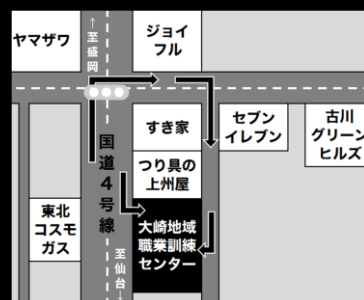 ヤマザワ
↑至盛岡
ジョイ
フル
国道4号線
すき家
セブン
イレブン
古川
グリーン
ヒルズ
つり具の
上州屋
東北
コスモ
ガス
大崎地域
職業訓練
センター
至仙台↓